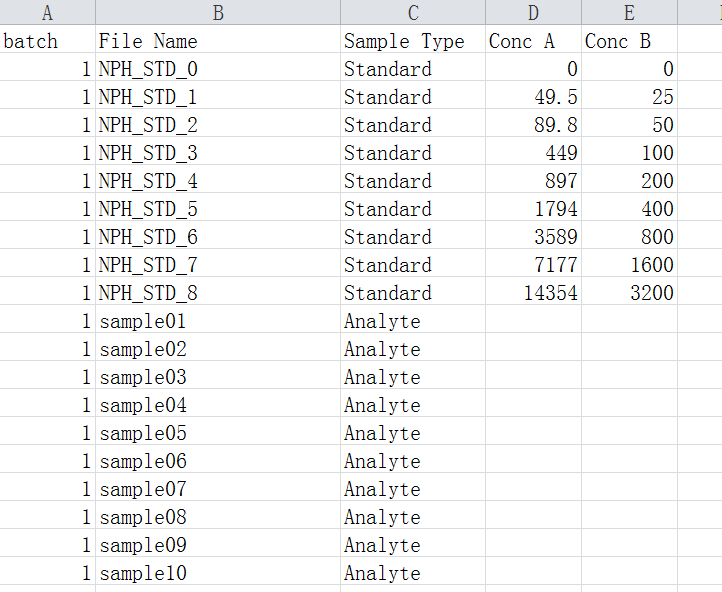 A B C D E
batch File Name Sample Type Conc A Conc B
1 NPH_STD_0 Standard 0 0
1 NPH_STD_1 Standard 49.5 25
1 NPH_STD_2 Standard 89.8 50
1 NPH_STD_3 Standard 449 100
1 NPH_STD_4 Standard 897 200
1 NPH_STD_5 Standard 1794 400
1 NPH_STD_6 Standard 3589 800
1 NPH_STD_7 Standard 7177 1600
1 NPH_STD_8 Standard 14354 3200
1 sample01 Analyte
1 sample02 Analyte
1 sample03 Analyte
1 sample04 Analyte
1 sample05 Analyte
1 sample06 Analyte
1 sample07 Analyte
1 sample08 Analyte
1 sample09 Analyte
1 sample10 Analyte